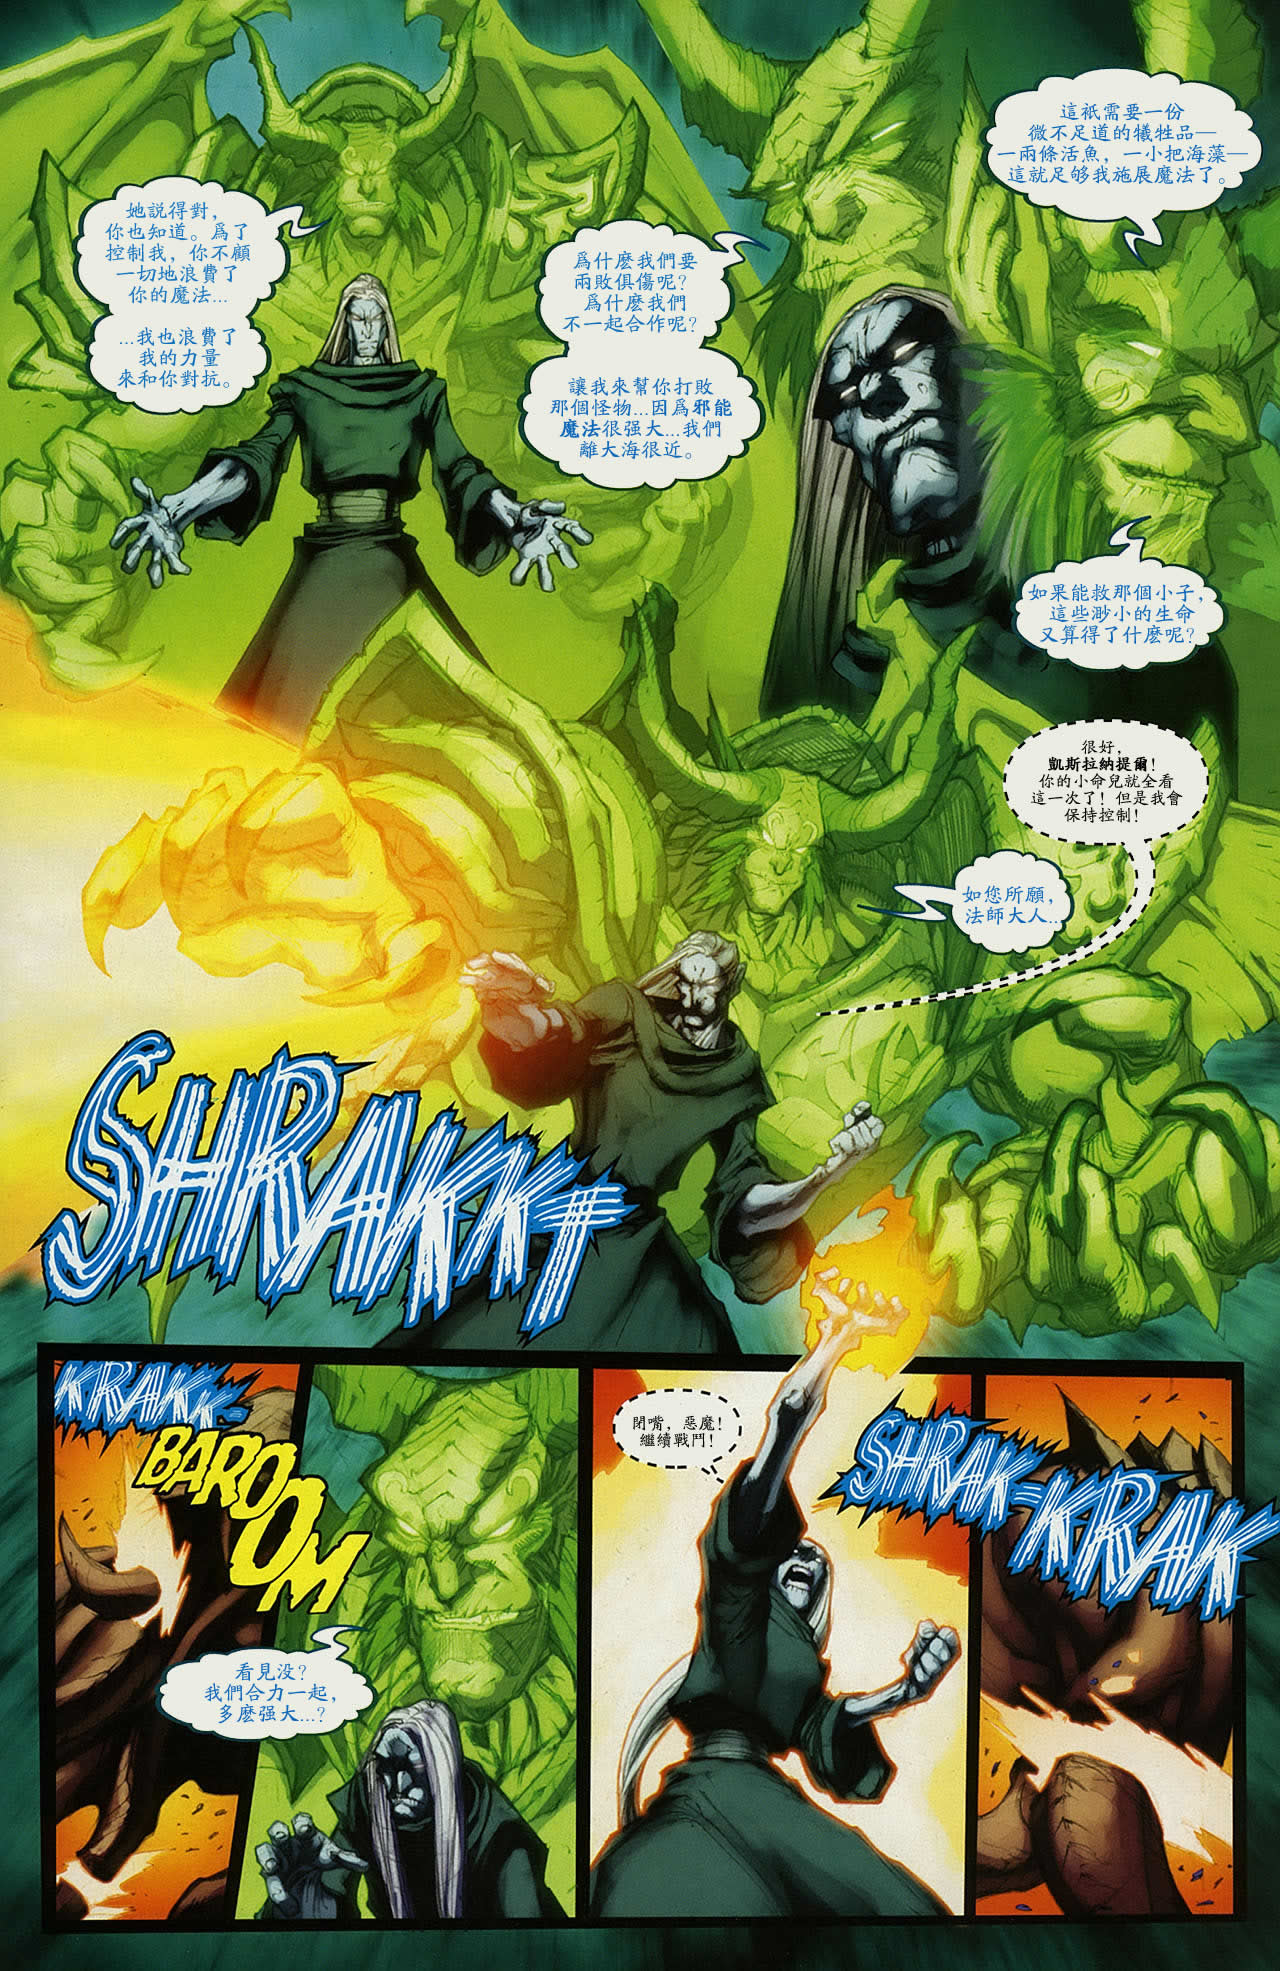 她說得對，
你也知道。爲了
控制我，你不顧
一切地浪費了
你的魔法…
…我也浪費了
我的力量
來和你對抗。
爲什麽我們要
兩敗俱傷呢？
爲什麽我們
不一起合作呢？
讓我來幫你打敗
那個怪物…因爲邪能
魔法很强大…我們
離大海很近。
這衹需要一份
微不足道的犧牲品—
一兩條活魚，一小把海藻—
這就足够我施展魔法了。
如果能救那個小子，
這些渺小的生命
又算得了什麽呢？
很好，
凱斯拉納提爾！
你的小命兒就全看
這一次了！但是我會
保持控制！
如您所願，
法師大人…
SHRAKKT
KRAKK-
BAROOOM
看見没？
我們合力一起，
多麽强大…？
閉嘴，惡魔！
繼續戰鬥！
SHRAK-
KRAK